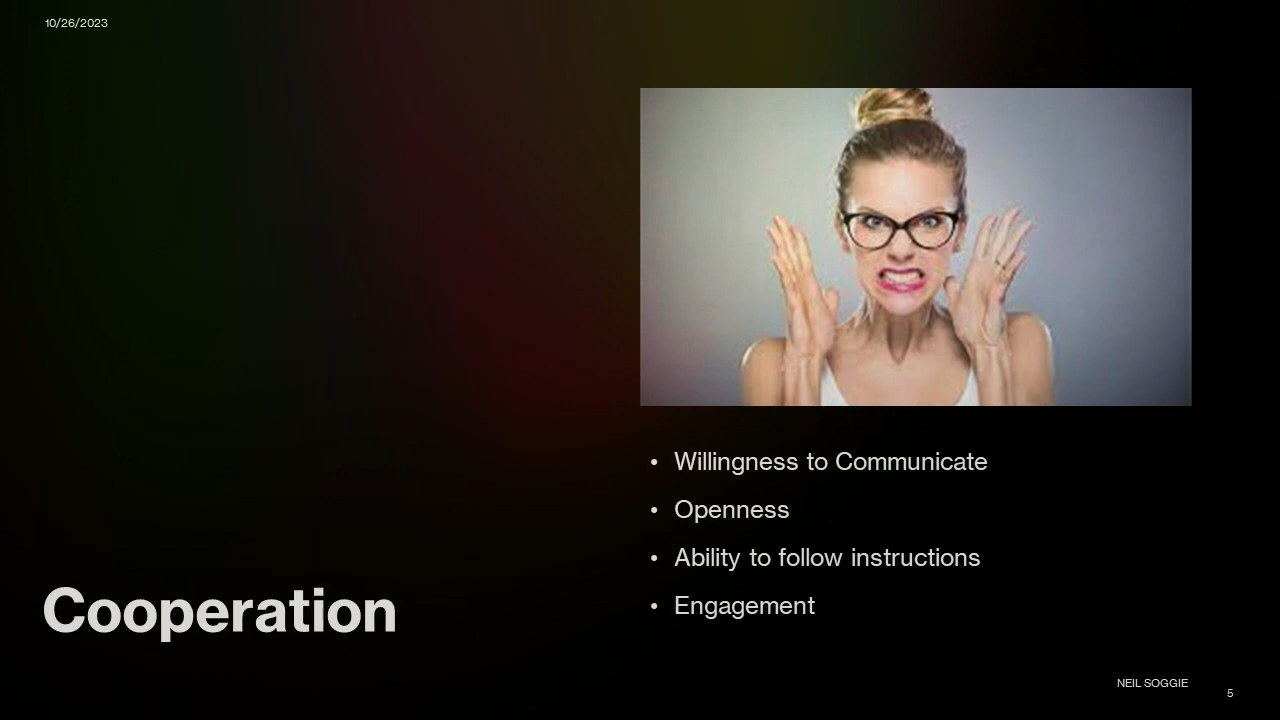 10/26/2023
Cooperation
• Willingness to Communicate
• Openness
• Ability to follow instructions
• Engagement
NEIL SOGGIE
5